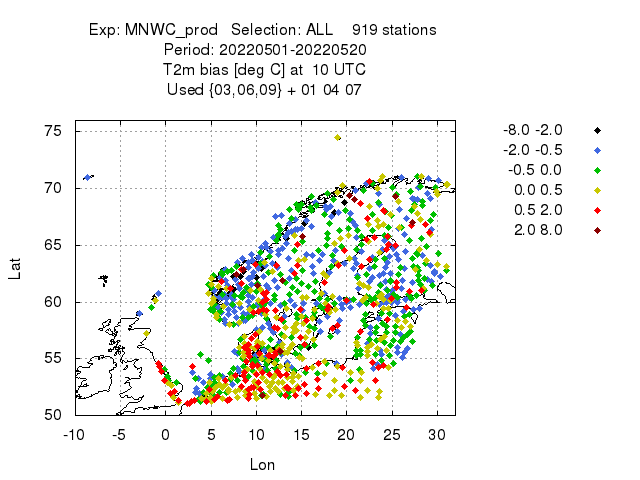 Exp: MNWC_prod Selection: ALL 919 stations
Period: 20220501-20220520
T2m bias [deg C] at 10 UTC
Used {03,06,09} + 01 04 07
75
70
65
60
55
50
Lat
-10 -5 0 5 10 15 20 25 30
Lon
-8.0 -2.0
-2.0 -0.5
-0.5 0.0
0.0 0.5
0.5 2.0
2.0 8.0